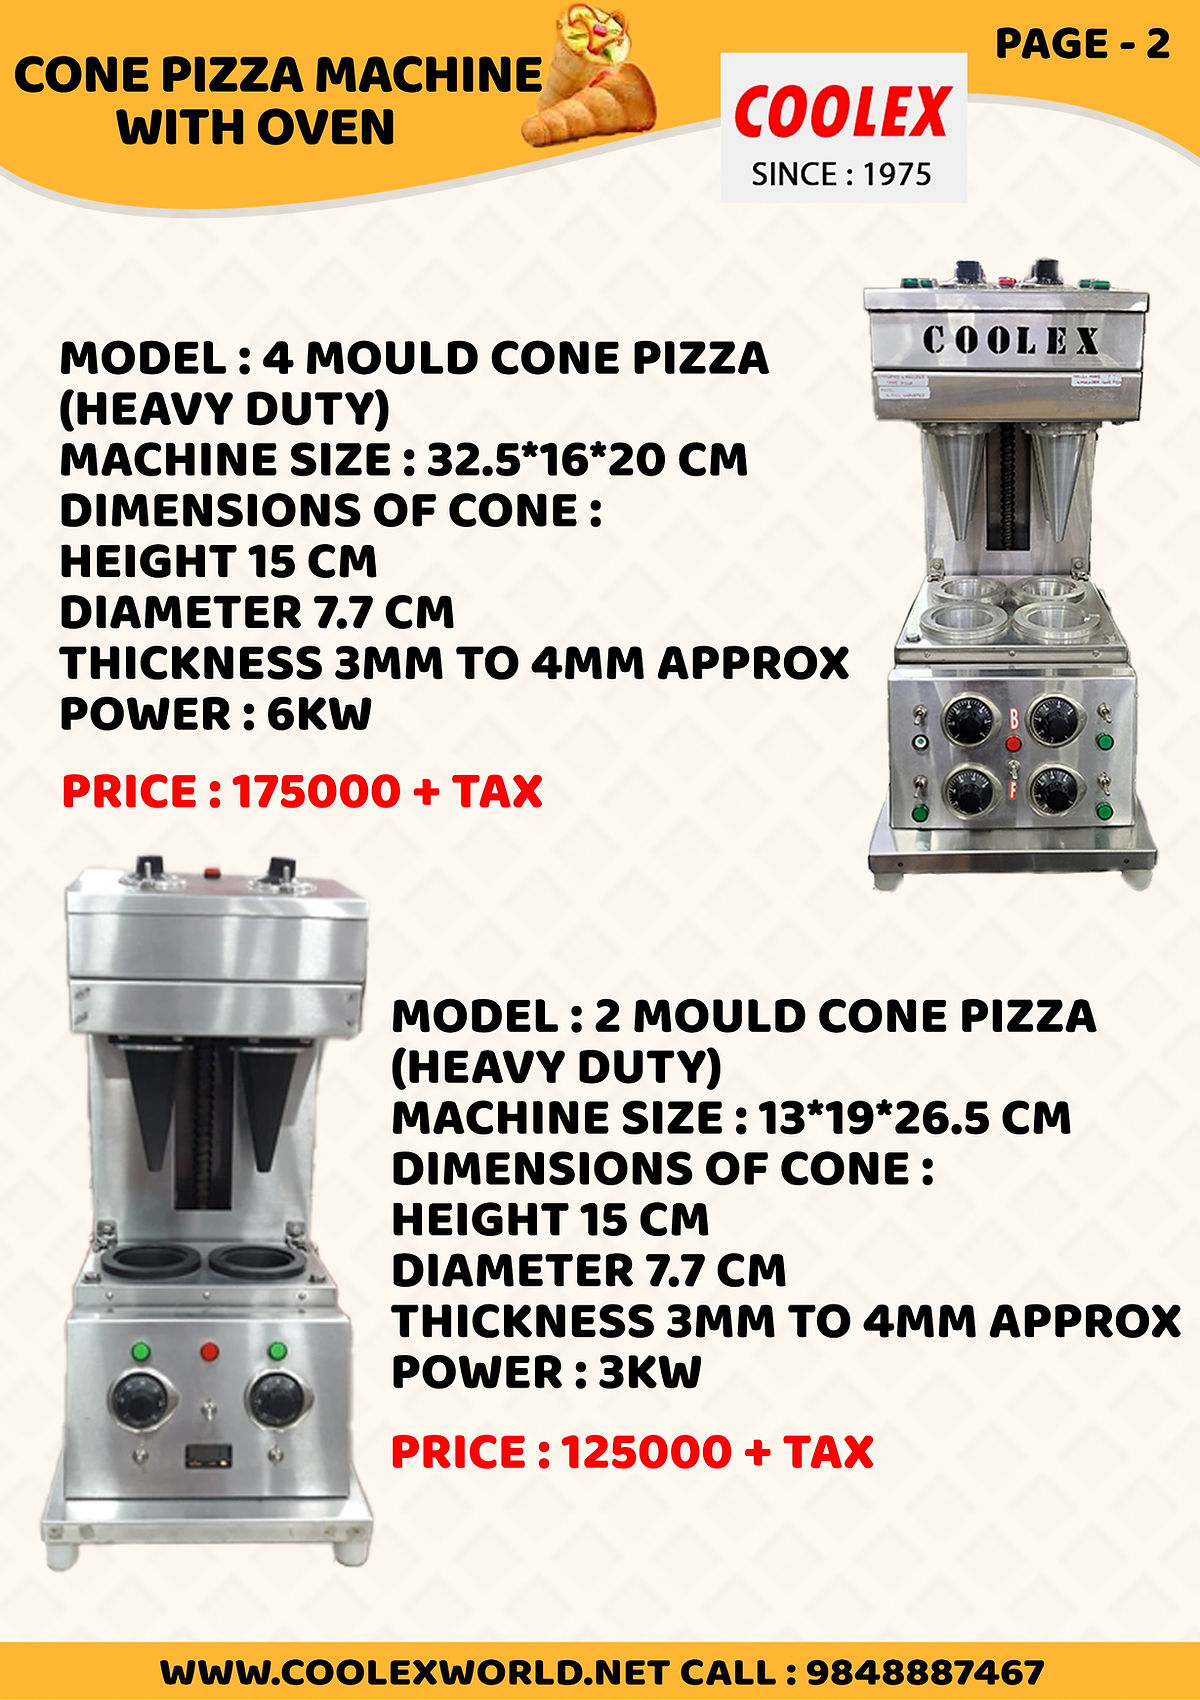 CONE PIZZA MACHINE
WITH OVEN
PAGE - 2
COOLEX
SINCE : 1975
COOLEX
MODEL : 4 MOULD CONE PIZZA
(HEAVY DUTY)
MACHINE SIZE : 32.5*16*20 CM
DIMENSIONS OF CONE :
HEIGHT 15 CM
DIAMETER 7.7 CM
THICKNESS 3MM TO 4MM APPROX
POWER : 6KW
PRICE : 175000 + TAX
B
F
MODEL : 2 MOULD CONE PIZZA
(HEAVY DUTY)
MACHINE SIZE : 13*19*26.5 CM
DIMENSIONS OF CONE :
HEIGHT 15 CM
DIAMETER 7.7 CM
THICKNESS 3MM TO 4MM APPROX
POWER : 3KW
PRICE : 125000 + TAX
WWW.COOLEXWORLD.NET CALL : 9848887467